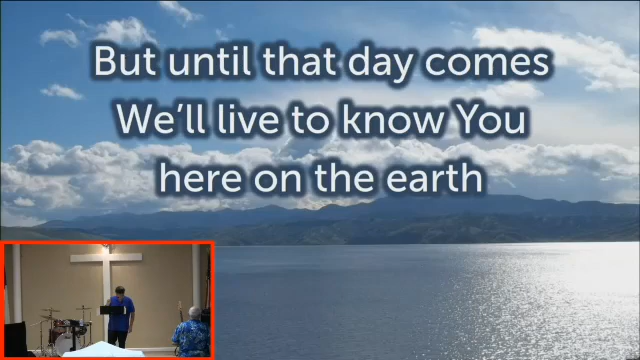 But until that day comes
We'll live to know You
here on the earth